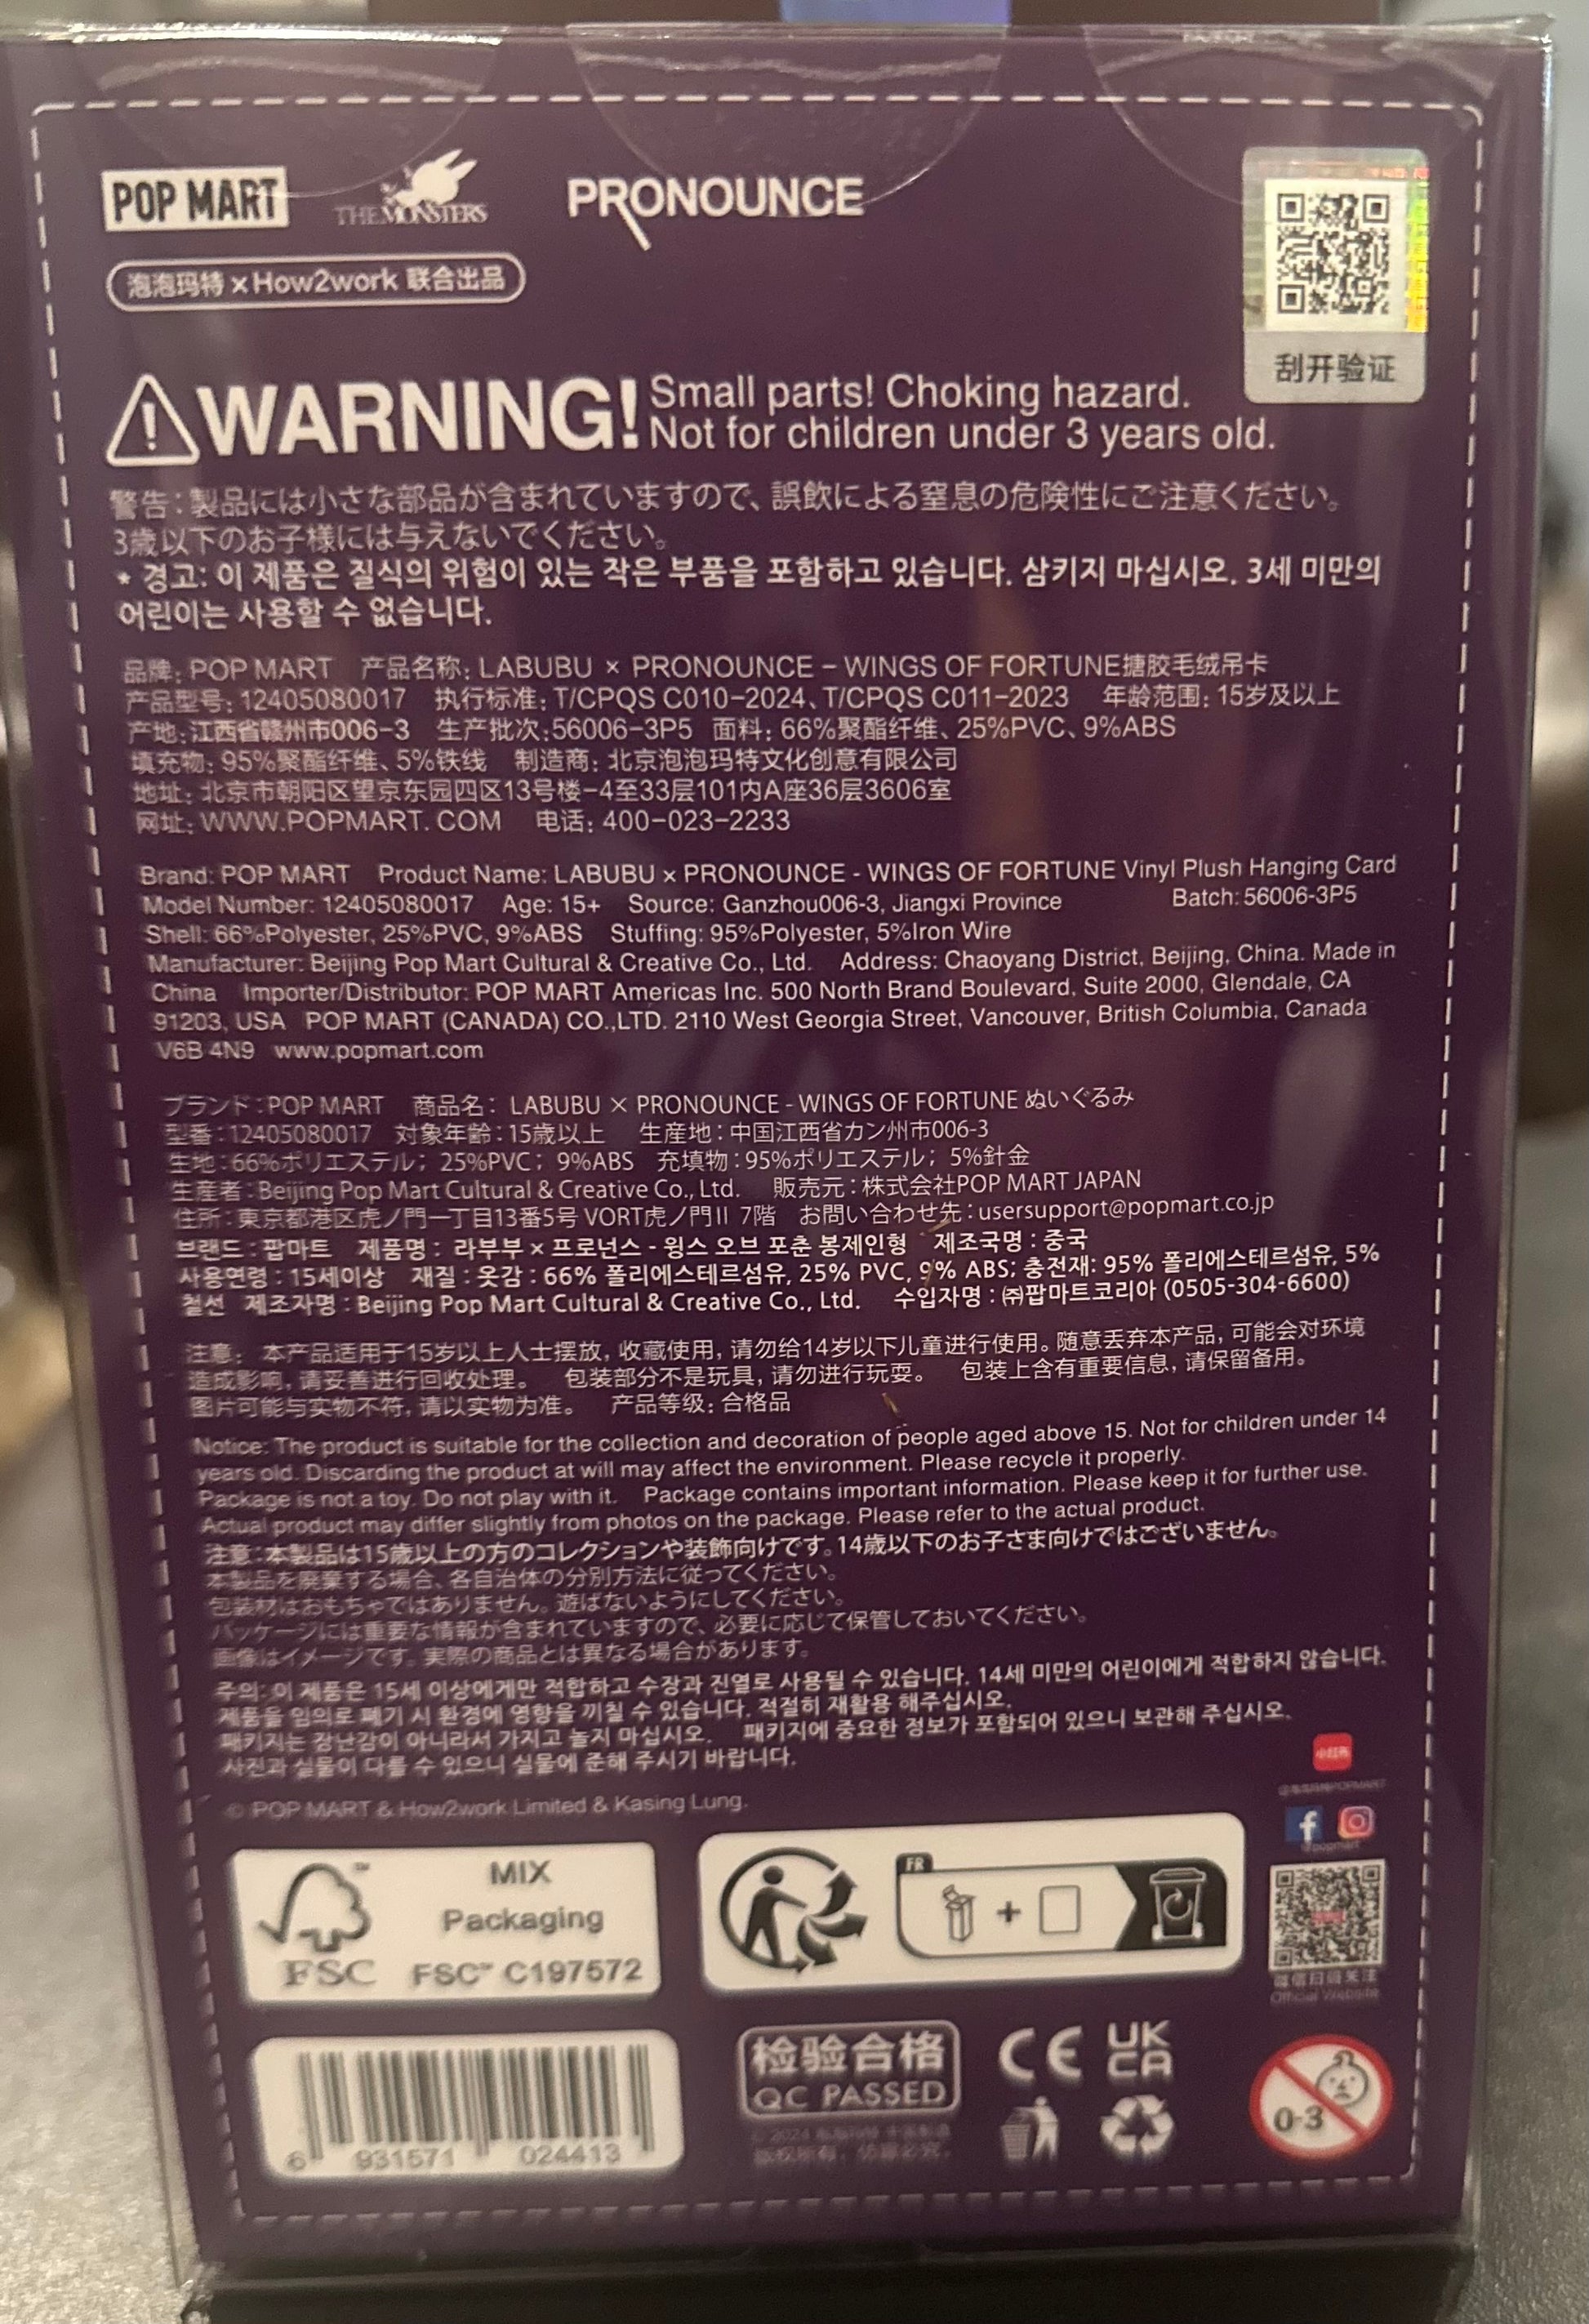 POP MART
THE MONSTERS
PRONOUNCE
泡泡玛特 × How2work 联合出品
刮开验证
WARNING! Small parts! Choking hazard.
Not for children under 3 years old.
警告：製品には小さな部品が含まれていますので、誤飲による窒息の危険性にご注意ください。
3歳以下のお子様には与えないでください。
* 경고: 이 제품은 질식의 위험이 있는 작은 부품을 포함하고 있습니다. 삼키지 마십시오. 3세 미만의
어린이는 사용할 수 없습니다.
品牌：POP MART 产品名称：LABUBU × PRONOUNCE – WINGS OF FORTUNE搪胶毛绒吊卡
产品型号：12405080017 执行标准：T/CPQS C010-2024、T/CPQS C011-2023 年龄范围：15岁及以上
产地：江西省赣州市006-3 生产批次：56006-3P5 面料：66%聚酯纤维、25%PVC、9%ABS
填充物：95%聚酯纤维、5%铁线 制造商：北京泡泡玛特文化创意有限公司
地址：北京市朝阳区望京东园四区13号楼-4至33层101内A座36层3606室
网址：WWW.POPMART. COM 电话：400-023-2233
Brand: POP MART Product Name: LABUBU x PRONOUNCE - WINGS OF FORTUNE Vinyl Plush Hanging Card
Model Number: 12405080017 Age: 15+ Source: Ganzhou006-3, Jiangxi Province Batch: 56006-3P5
Shell: 66%Polyester, 25%PVC, 9%ABS Stuffing: 95%Polyester, 5%Iron Wire
Manufacturer: Beijing Pop Mart Cultural & Creative Co., Ltd. Address: Chaoyang District, Beijing, China. Made in
China Importer/Distributor: POP MART Americas Inc. 500 North Brand Boulevard, Suite 2000, Glendale, CA
91203, USA POP MART (CANADA) CO.,LTD. 2110 West Georgia Street, Vancouver, British Columbia, Canada
V6B 4N9 www.popmart.com
ブランド：POP MART 商品名： LABUBU × PRONOUNCE - WINGS OF FORTUNE ぬいぐるみ
型番：12405080017 対象年齢：15歳以上 生産地：中国江西省カン州市006-3
生地：66%ポリエステル； 25%PVC； 9%ABS 充填物：95%ポリエステル； 5%針金
生産者：Beijing Pop Mart Cultural & Creative Co., Ltd. 販売元：株式会社POP MART JAPAN
住所：東京都港区虎ノ門一丁目13番5号 VORT虎ノ門II 7階 お問い合わせ先：usersupport@popmart.co.jp
브랜드 : 팝마트 제품명 : 라부부 × 프로넌스 - 윙스 오브 포춘 봉제인형 제조국명 : 중국
사용연령 : 15세이상 재질 : 옷감 : 66% 폴리에스테르섬유, 25% PVC, 9% ABS; 충전재: 95% 폴리에스테르섬유, 5%
철선 제조자명 : Beijing Pop Mart Cultural & Creative Co., Ltd. 수입자명 : ㈜팝마트코리아 (0505-304-6600)
注意： 本产品适用于15岁以上人士摆放，收藏使用，请勿给14岁以下儿童进行使用。随意丢弃本产品，可能会对环境
造成影响，请妥善进行回收处理。 包装部分不是玩具，请勿进行玩耍。 包装上含有重要信息，请保留备用。
图片可能与实物不符，请以实物为准。 产品等级：合格品
Notice: The product is suitable for the collection and decoration of people aged above 15. Not for children under 14
years old. Discarding the product at will may affect the environment. Please recycle it properly.
Package is not a toy. Do not play with it. Package contains important information. Please keep it for further use.
Actual product may differ slightly from photos on the package. Please refer to the actual product.
注意：本製品は15歳以上の方のコレクションや装飾向けです。14歳以下のお子さま向けではございません。
本製品を廃棄する場合、各自治体の分別方法に従ってください。
包装材はおもちゃではありません。遊ばないようにしてください。
パッケージには重要な情報が含まれていますので、必要に応じて保管しておいてください。
画像はイメージです。実際の商品とは異なる場合があります。
주의: 이 제품은 15세 이상에게만 적합하고 수장과 진열로 사용될 수 있습니다. 14세 미만의 어린이에게 적합하지 않습니다.
제품을 임의로 폐기 시 환경에 영향을 끼칠 수 있습니다. 적절히 재활용 해주십시오.
패키지는 장난감이 아니라서 가지고 놀지 마십시오. 패키지에 중요한 정보가 포함되어 있으니 보관해 주십시오.
사진과 실물이 다를 수 있으니 실물에 준해 주시기 바랍니다.
© POP MART & How2work Limited & Kasing Lung.
小红书
@popmart
FSC
MIX
Packaging
FSC™ C197572
FR
微信扫码关注
Official Website
6 931571 024413
检验合格
QC PASSED
版权所有，仿冒必究。
CE
UK
CA
0-3